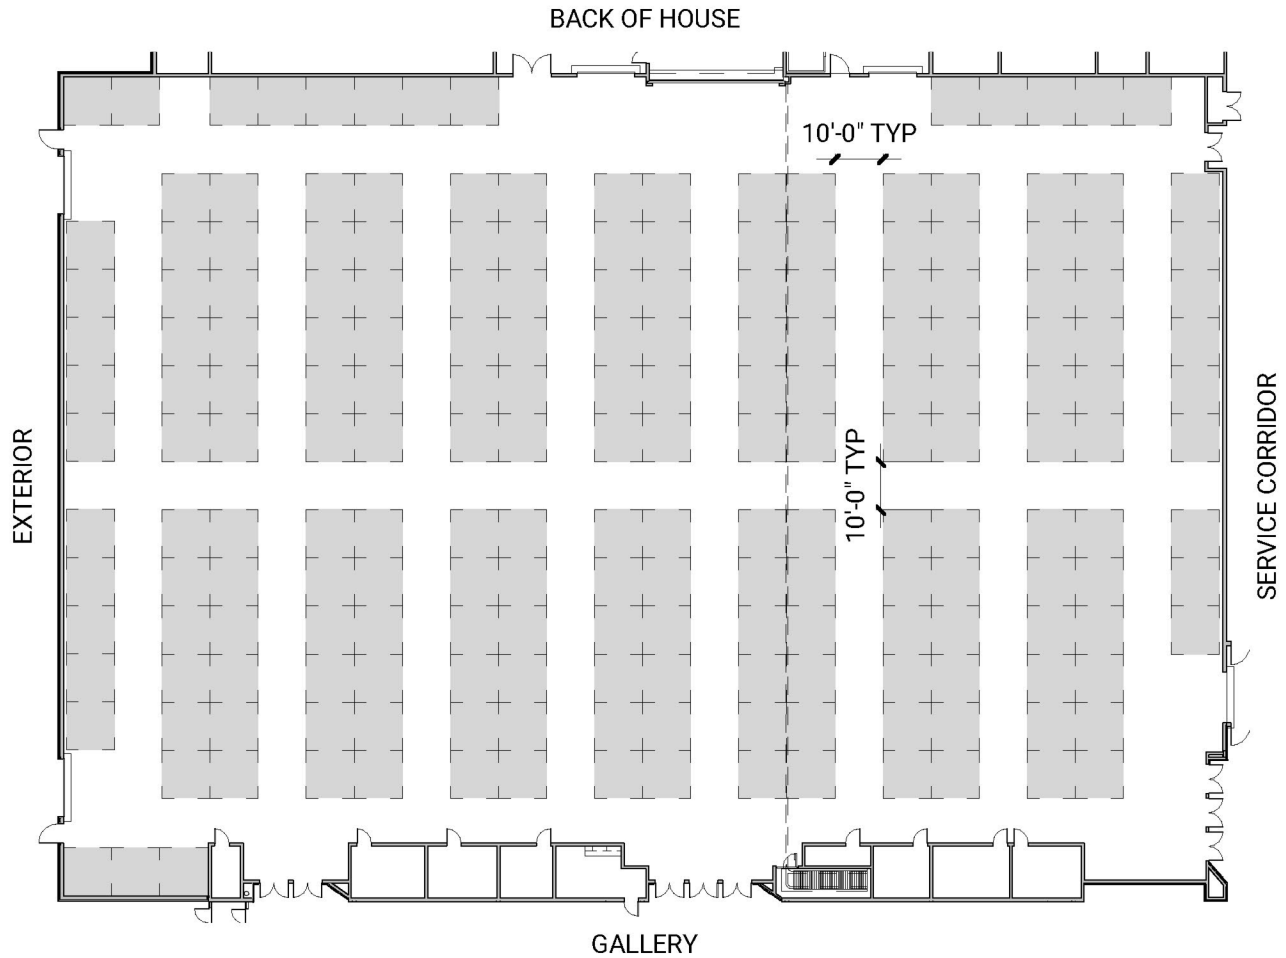 BACK OF HOUSE
10'-0" TYP
10'-0" TYP
EXTERIOR
SERVICE CORRIDOR
GALLERY